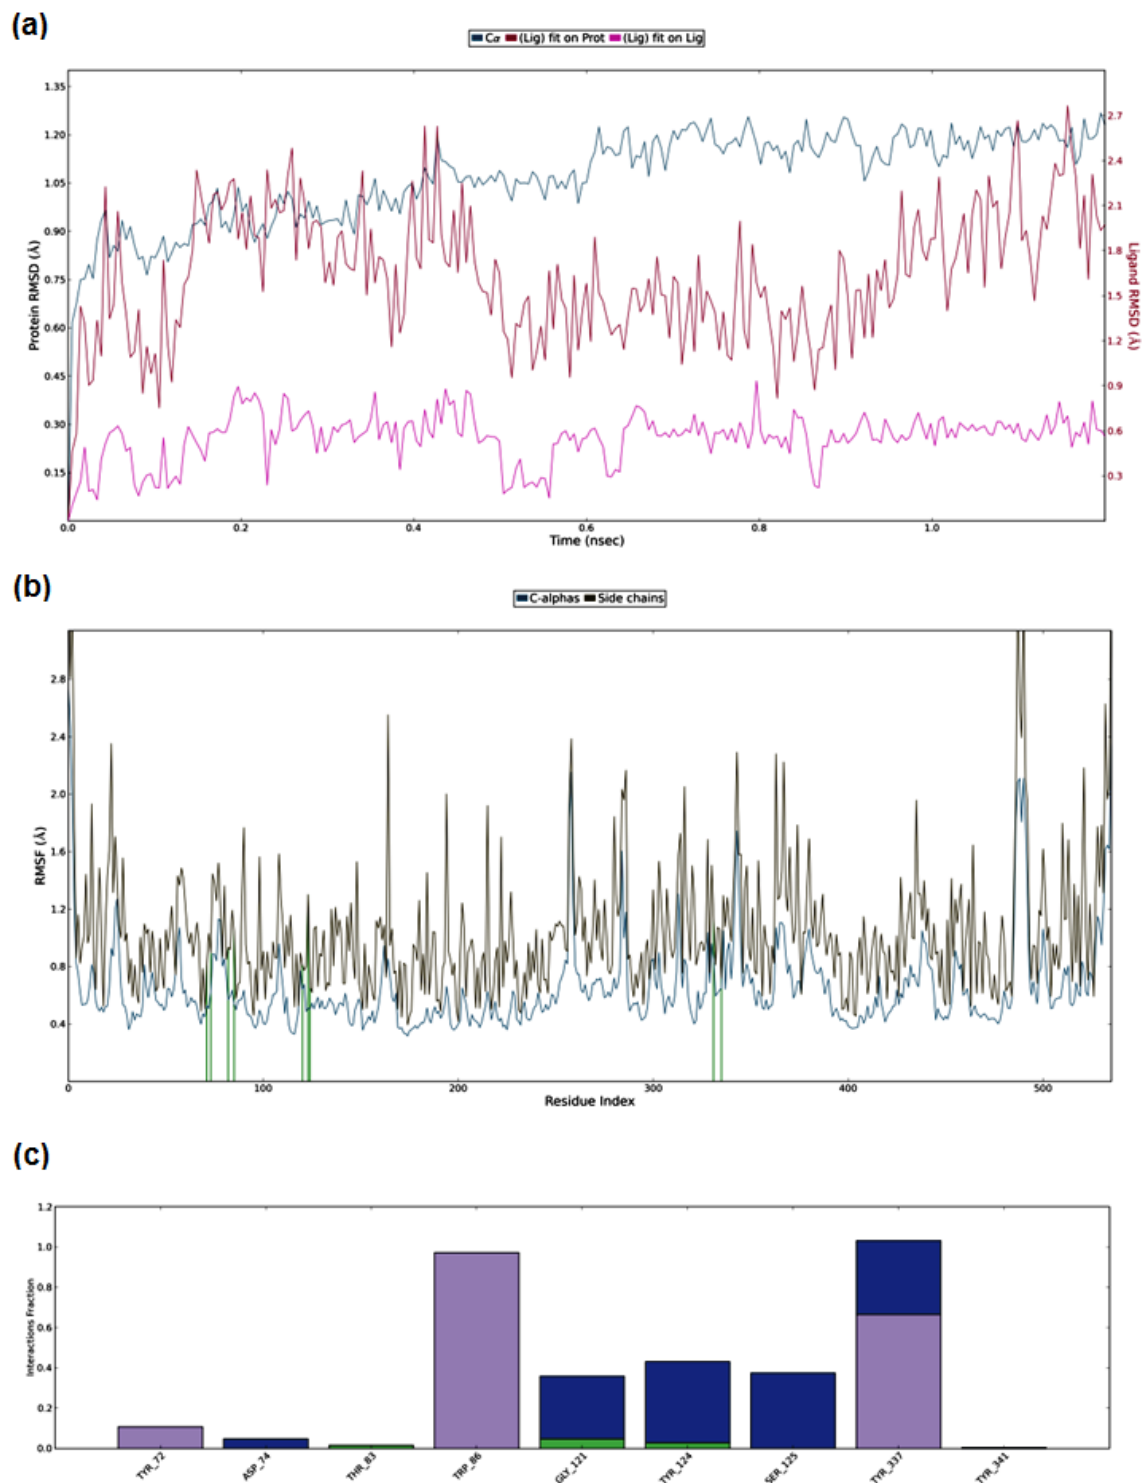 (a)
Cα (Lig) fit on Prot (Lig) fit on Lig
Protein RMSD (Å)
1.35
1.20
1.05
0.90
0.75
0.60
0.45
0.30
0.15
2.7
2.4
2.1
1.8
1.5
1.2
0.9
0.6
0.3
Ligand RMSD (Å)
0.0 0.2 0.4 0.6 0.8 1.0
Time (nsec)
(b)
C-alphas Side chains
RMSF (Å)
2.8
2.4
2.0
1.6
1.2
0.8
0.4
0 100 200 300 400 500
Residue Index
(c)
Interactions Fraction
1.2
1.0
0.8
0.6
0.4
0.2
0.0
TYR_72 ASP_74 THR_83 TRP_86 GLY_121 TYR_124 SER_125 TYR_337 TYR_341